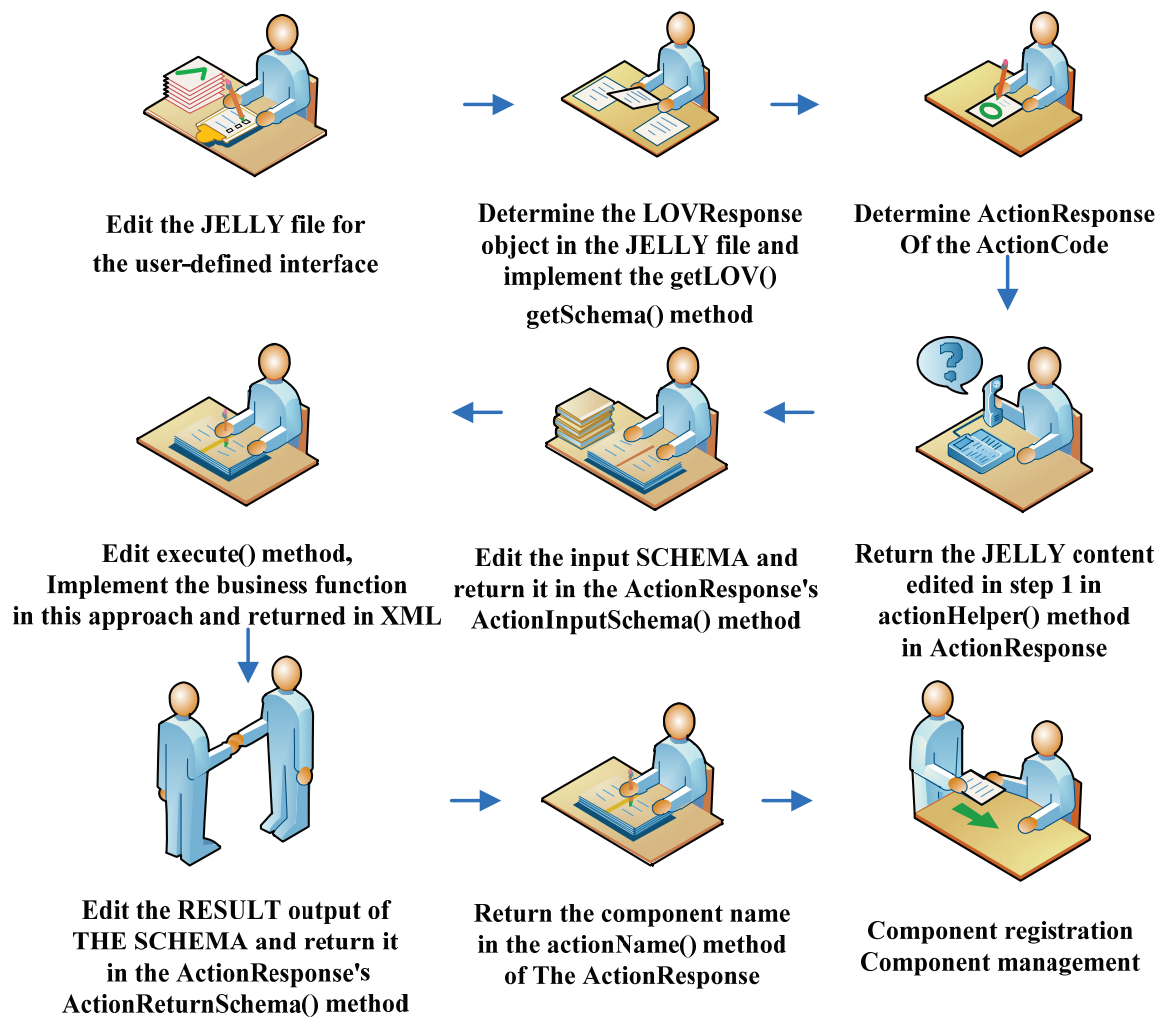 Edit the JELLY file for
the user-defined interface
Determine the LOVResponse
object in the JELLY file and
implement the getLOV()
getSchema() method
Determine ActionResponse
Of the ActionCode
?
Return the JELLY content
edited in step 1 in
actionHelper() method
in ActionResponse
Edit the input SCHEMA and
return it in the ActionResponse's
ActionInputSchema() method
Edit execute() method,
Implement the business function
in this approach and returned in XML
Edit the RESULT output of
THE SCHEMA and return it
in the ActionResponse's
ActionReturnSchema() method
Return the component name
in the actionName() method
of The ActionResponse
Component registration
Component management